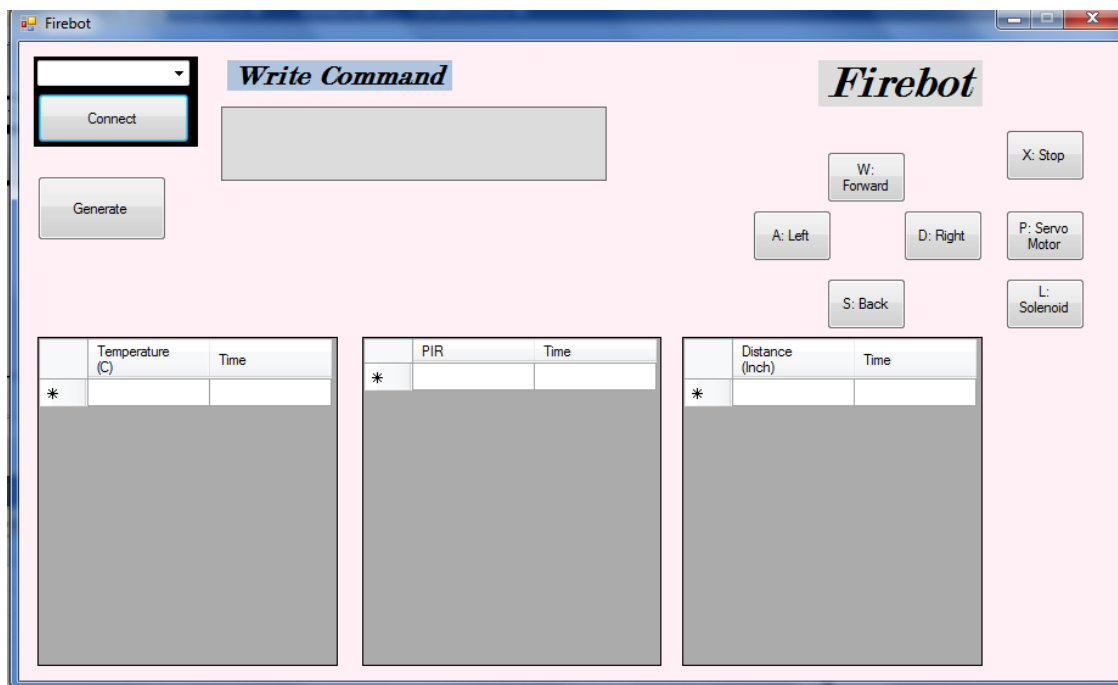 Firebot
Write Command
Firebot
Connect
X: Stop
W:
Forward
Generate
A: Left
D: Right
P: Servo
Motor
S: Back
L:
Solenoid
Temperature
(C)
Time
PIR
Time
Distance
(Inch)
Time